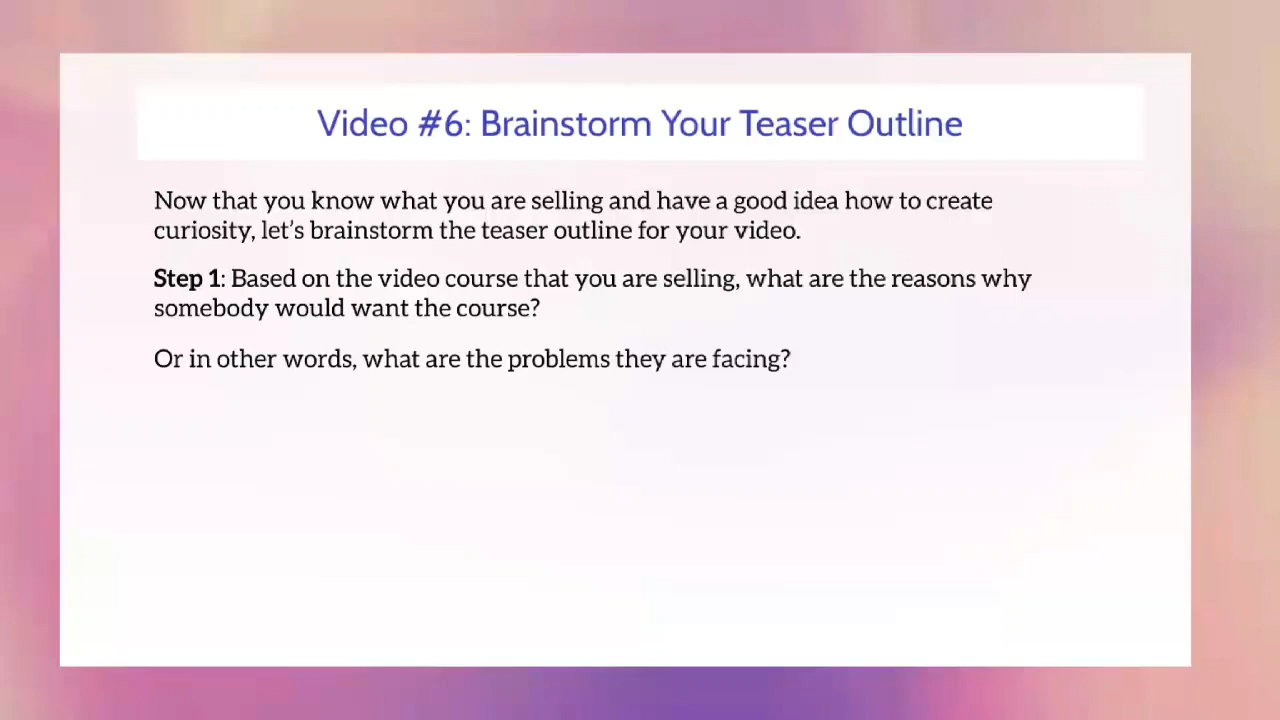 Video #6: Brainstorm Your Teaser Outline
Now that you know what you are selling and have a good idea how to create
curiosity, let’s brainstorm the teaser outline for your video.
Step 1: Based on the video course that you are selling, what are the reasons why
somebody would want the course?
Or in other words, what are the problems they are facing?